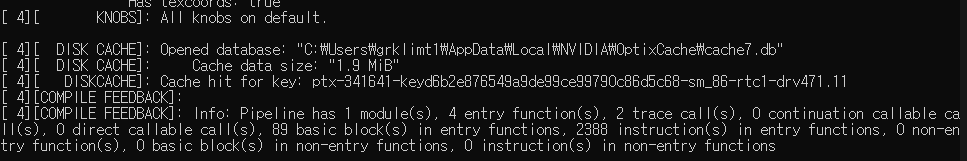 Has texcoords: true
[ 4][       KNOBS]: All knobs on default.
[ 4][  DISK CACHE]: Opened database: "C:₩Users₩grklimt1₩AppData₩Local₩NVIDIA₩OptixCache₩cache7.db"
[ 4][  DISK CACHE]:     Cache data size: "1.9 MiB"
[ 4][   DISKCACHE]: Cache hit for key: ptx-341641-keyd6b2e876549a9de99ce99790c86d5c68-sm_86-rtc1-drv471.11
[ 4][COMPILE FEEDBACK]:
[ 4][COMPILE FEEDBACK]: Info: Pipeline has 1 module(s), 4 entry function(s), 2 trace call(s), 0 continuation callable ca
ll(s), 0 direct callable call(s), 89 basic block(s) in entry functions, 2388 instruction(s) in entry functions, 0 non-en
try function(s), 0 basic block(s) in non-entry functions, 0 instruction(s) in non-entry functions